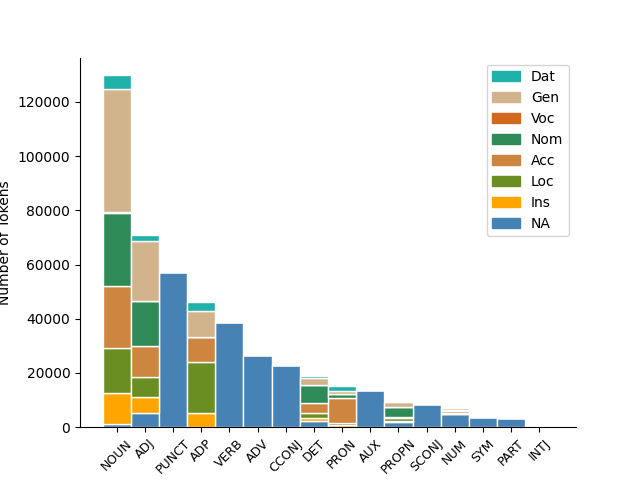 Number of Tokens
120000
100000
80000
60000
40000
20000
0
Dat
Gen
Voc
Nom
Acc
Loc
Ins
NA
NOUN
ADJ
PUNCT
ADP
VERB
ADV
CCONJ
DET
PRON
AUX
PROPN
SCONJ
NUM
SYM
PART
INTJ